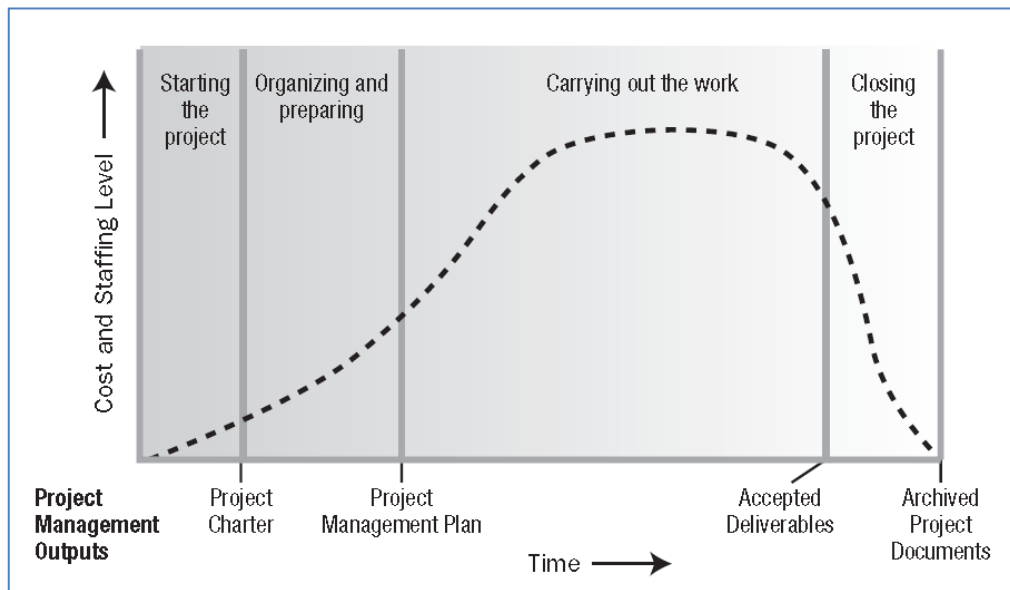 Starting
the
project
Organizing and
preparing
Carrying out the work
Closing
the
project
Cost and Staffing Level
Project
Management
Outputs
Project
Charter
Project
Management Plan
Accepted
Deliverables
Archived
Project
Documents
Time